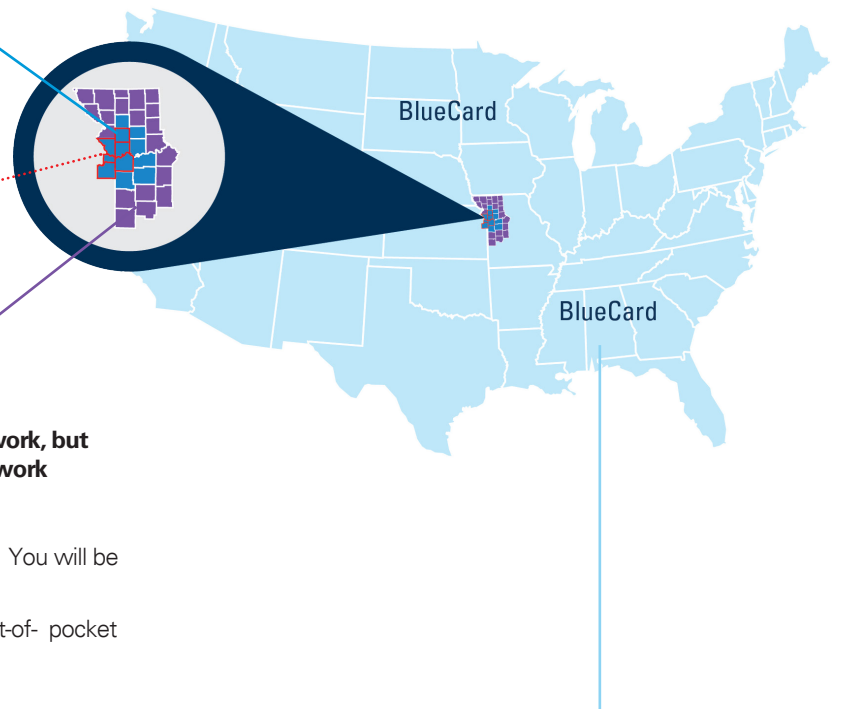 BlueCard
BlueCard
work, but
work
You will be
t-of- pocket